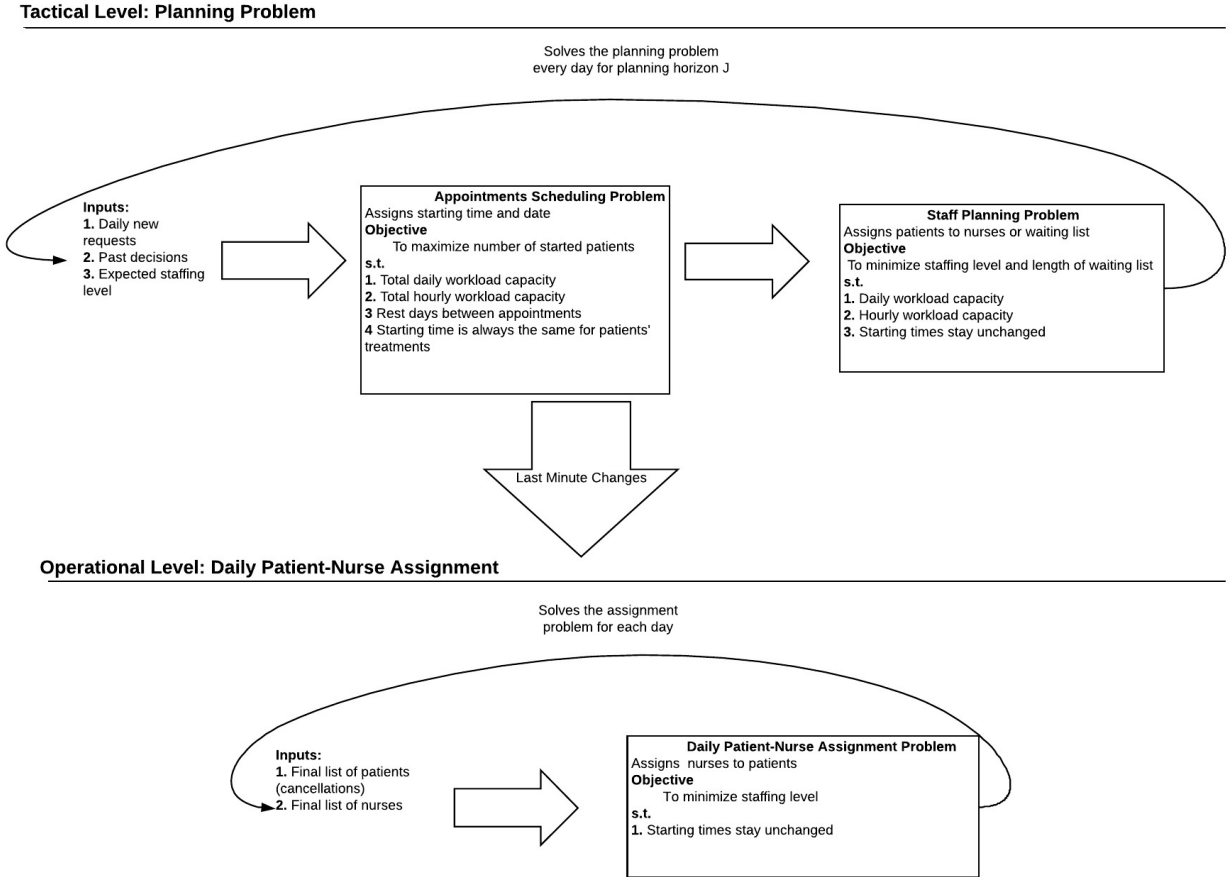 Tactical Level: Planning Problem
Solves the planning problem
every day for planning horizon J
Inputs:
1. Daily new
requests
2. Past decisions
3. Expected staffing
level
Appointments Scheduling Problem
Assigns starting time and date
Objective
To maximize number of started patients
s.t.
1. Total daily workload capacity
2. Total hourly workload capacity
3 Rest days between appointments
4 Starting time is always the same for patients'
treatments
Staff Planning Problem
Assigns patients to nurses or waiting list
Objective
To minimize staffing level and length of waiting list
s.t.
1. Daily workload capacity
2. Hourly workload capacity
3. Starting times stay unchanged
Last Minute Changes
Operational Level: Daily Patient-Nurse Assignment
Solves the assignment
problem for each day
Inputs:
1. Final list of patients
(cancellations)
2. Final list of nurses
Daily Patient-Nurse Assignment Problem
Assigns nurses to patients
Objective
To minimize staffing level
s.t.
1. Starting times stay unchanged